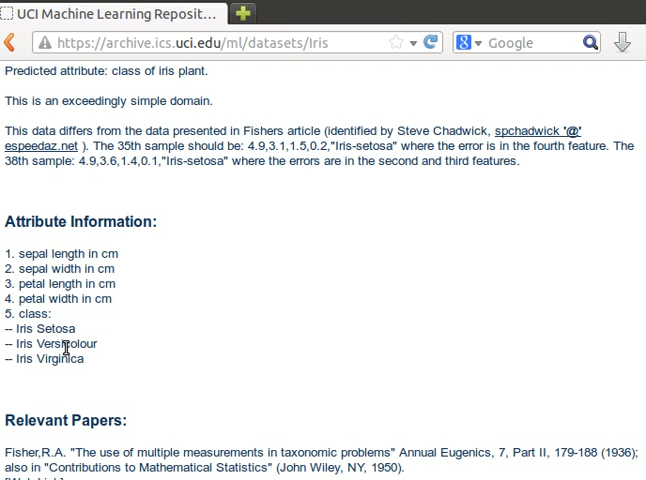 UCI Machine Learning Reposit...
https://archive.ics.uci.edu/ml/datasets/Iris
Google
Predicted attribute: class of iris plant.
This is an exceedingly simple domain.
This data differs from the data presented in Fishers article (identified by Steve Chadwick, spchadwick '@'
espeedaz.net ). The 35th sample should be: 4.9,3.1,1.5,0.2,"Iris-setosa" where the error is in the fourth feature. The
38th sample: 4.9,3.6,1.4,0.1,"Iris-setosa" where the errors are in the second and third features.
Attribute Information:
1. sepal length in cm
2. sepal width in cm
3. petal length in cm
4. petal width in cm
5. class:
-- Iris Setosa
-- Iris Versicolour
-- Iris Virginica
Relevant Papers:
Fisher,R.A. "The use of multiple measurements in taxonomic problems" Annual Eugenics, 7, Part II, 179-188 (1936);
also in "Contributions to Mathematical Statistics" (John Wiley, NY, 1950).